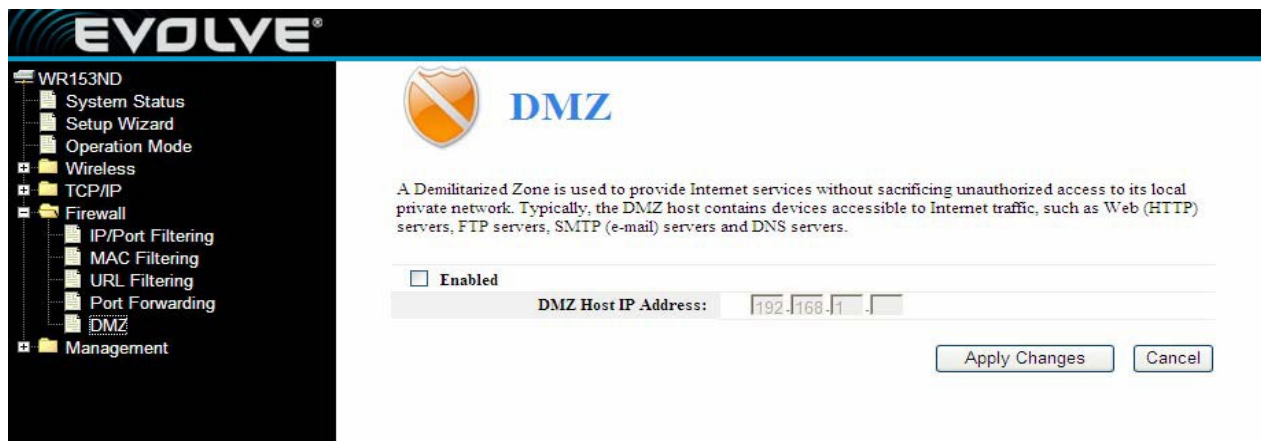 EVOLVE®
WR153ND
System Status
Setup Wizard
Operation Mode
Wireless
TCP/IP
Firewall
IP/Port Filtering
MAC Filtering
URL Filtering
Port Forwarding
DMZ
Management
DMZ
A Demilitarized Zone is used to provide Internet services without sacrificing unauthorized access to its local
private network. Typically, the DMZ host contains devices accessible to Internet traffic, such as Web (HTTP)
servers, FTP servers, SMTP (e-mail) servers and DNS servers.
Enabled
DMZ Host IP Address: 192 . 168 . 1 .
Apply Changes Cancel